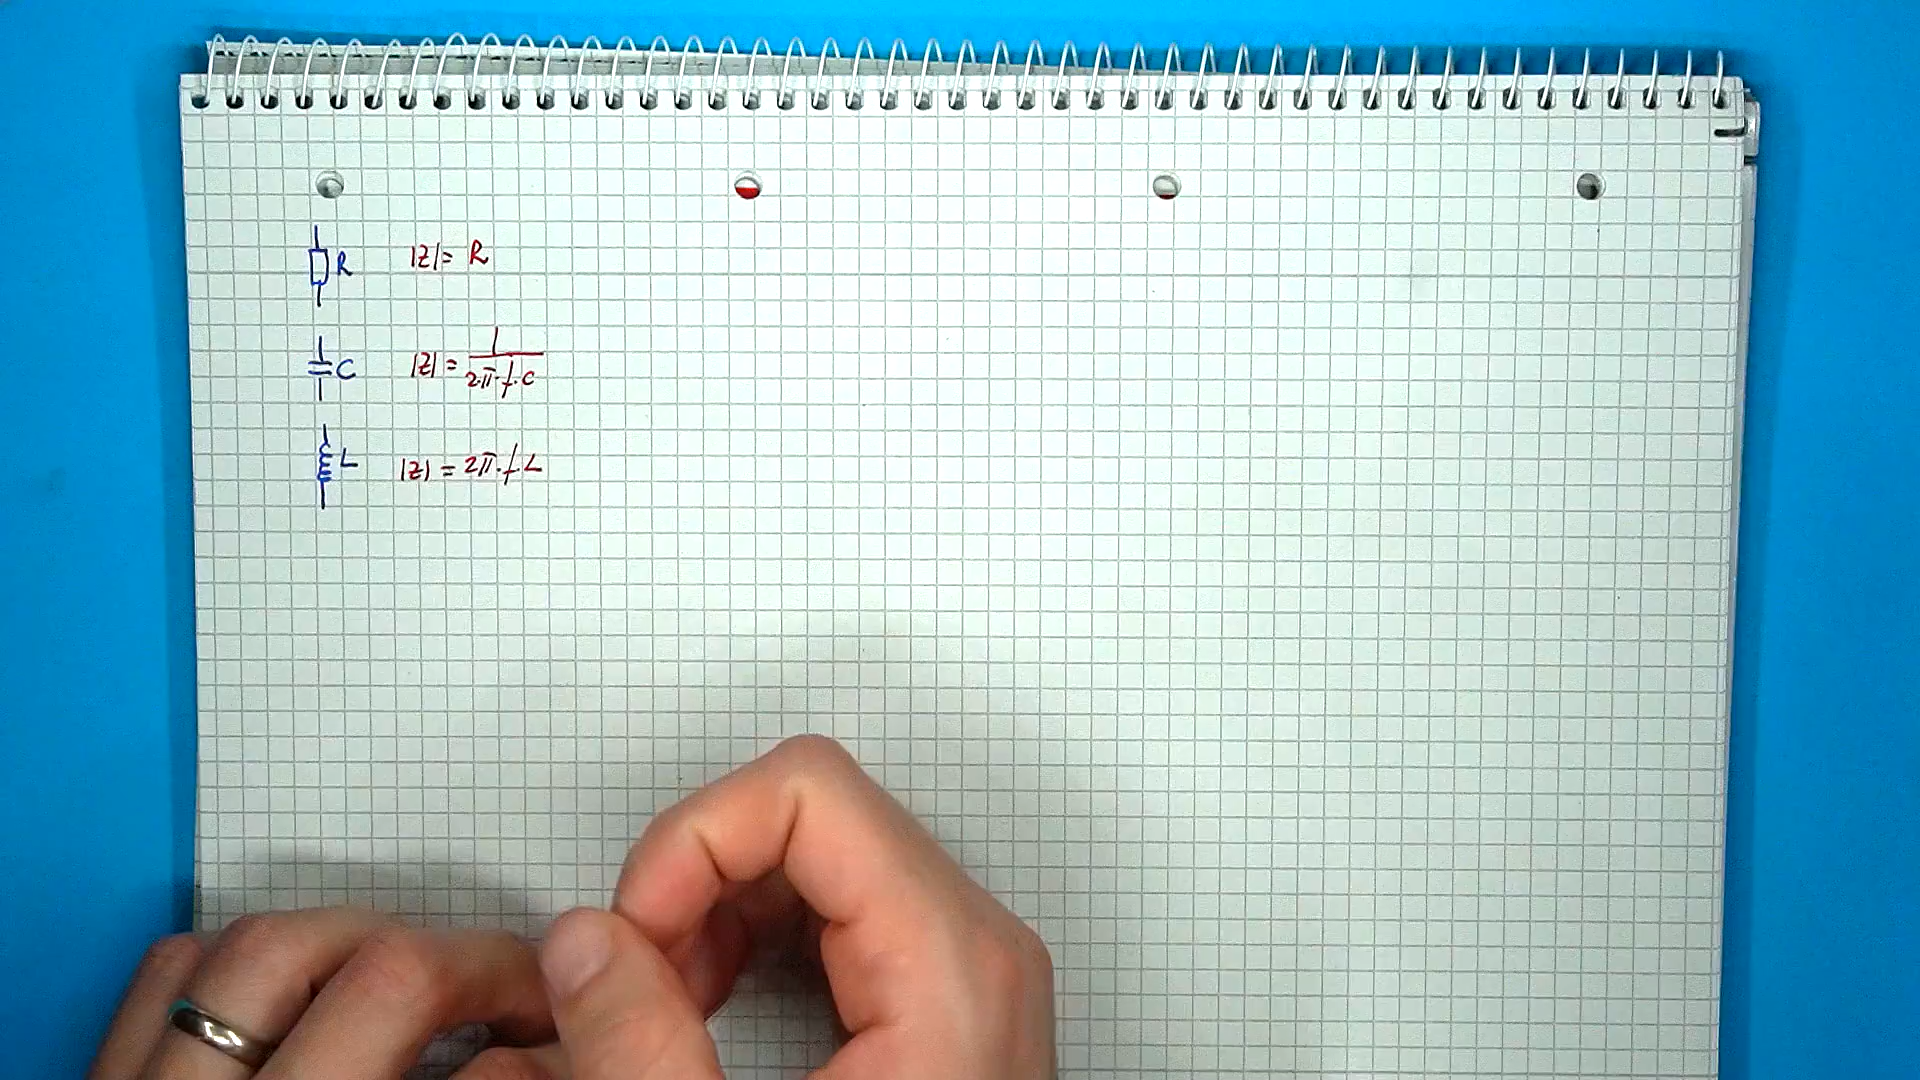 R |Z| = R
C |Z| = 1 / 2·π·f·C
L |Z| = 2π·f·L